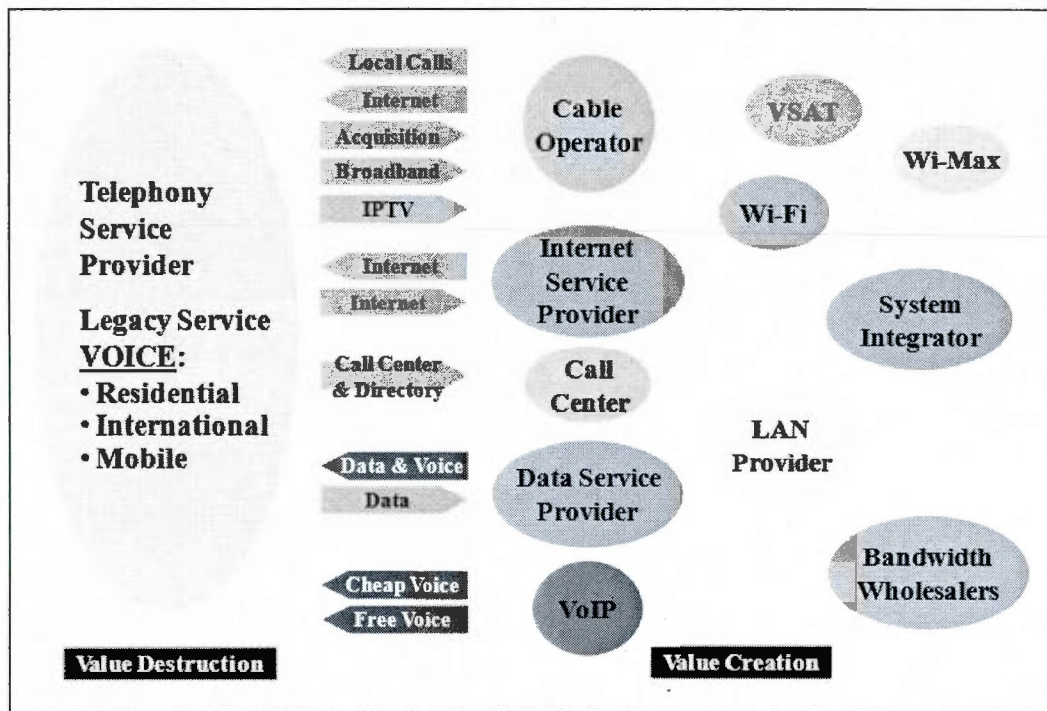 Telephony
Service
Provider
Legacy Service
VOICE:
• Residential
• International
• Mobile
Value Destruction
Local Calls
Internet
Acquisition
Broadband
IPTV
Internet
Internet
Call Center
& Directory
Data & Voice
Data
Cheap Voice
Free Voice
Cable
Operator
Internet
Service
Provider
Call
Center
Data Service
Provider
VoIP
VSAT
Wi-Max
Wi-Fi
System
Integrator
LAN
Provider
Bandwidth
Wholesalers
Value Creation